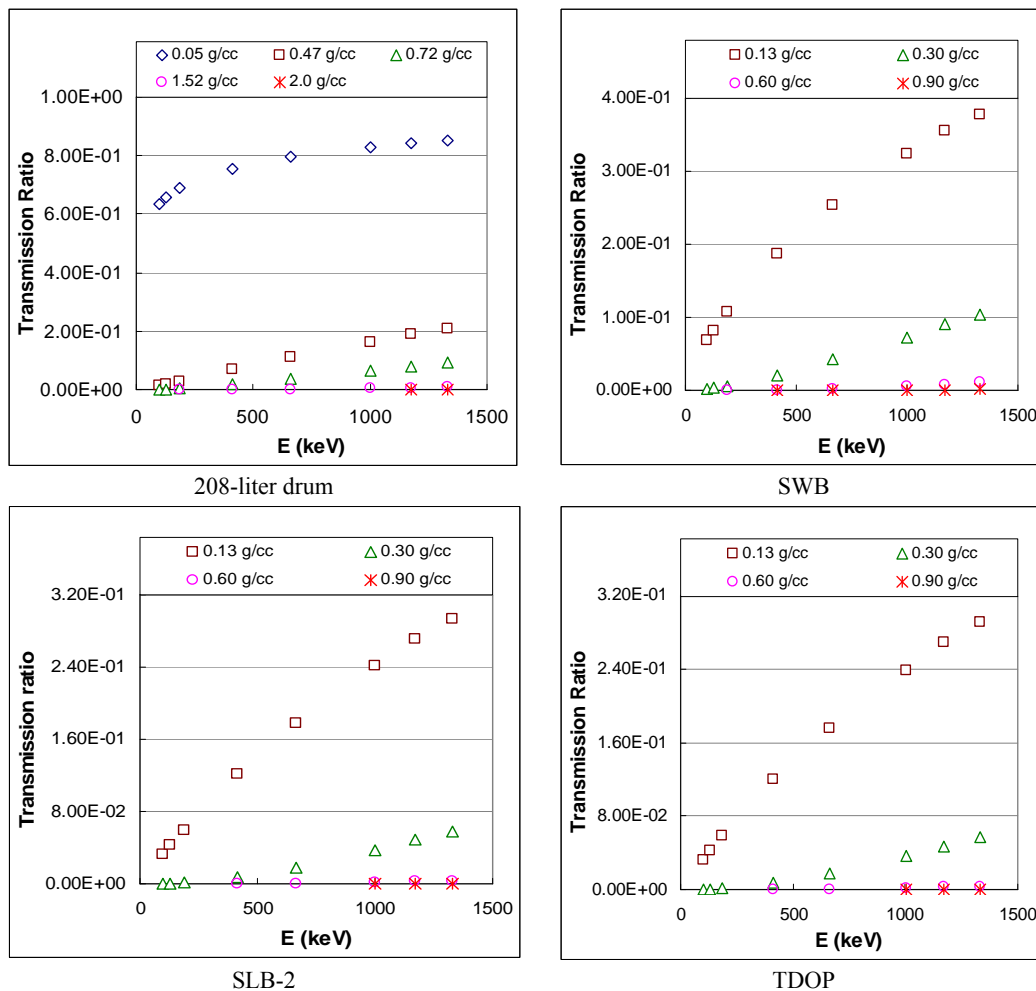 0.05 g/cc 0.47 g/cc 0.72 g/cc
1.52 g/cc 2.0 g/cc
1.00E+00
8.00E-01
6.00E-01
4.00E-01
2.00E-01
0.00E+00
Transmission Ratio
0 500 1000 1500
E (keV)
208-liter drum
0.13 g/cc 0.30 g/cc
0.60 g/cc 0.90 g/cc
4.00E-01
3.00E-01
2.00E-01
1.00E-01
0.00E+00
Transmission Ratio
0 500 1000 1500
E (keV)
SWB
0.13 g/cc 0.30 g/cc
0.60 g/cc 0.90 g/cc
3.20E-01
2.40E-01
1.60E-01
8.00E-02
0.00E+00
Transmission ratio
0 500 1000 1500
E (keV)
SLB-2
0.13 g/cc 0.30 g/cc
0.60 g/cc 0.90 g/cc
3.20E-01
2.40E-01
1.60E-01
8.00E-02
0.00E+00
Transmission Ratio
0 500 1000 1500
E (keV)
TDOP